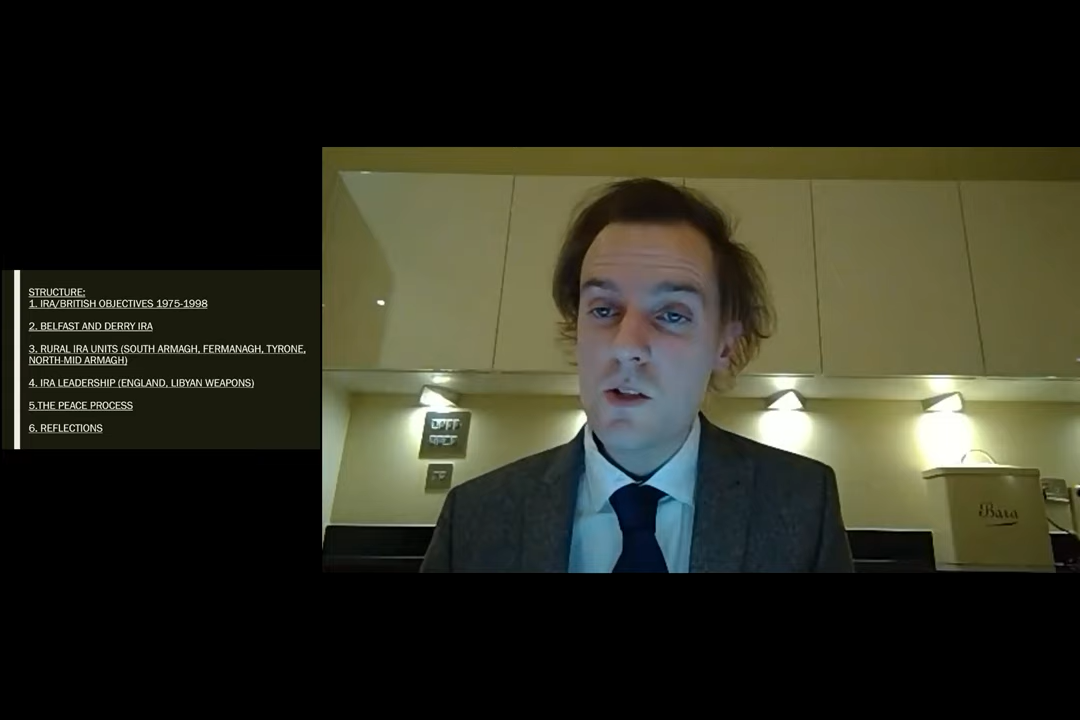 STRUCTURE:
1. IRA/BRITISH OBJECTIVES 1975-1998
2. BELFAST AND DERRY IRA
3. RURAL IRA UNITS (SOUTH ARMAGH, FERMANAGH, TYRONE,
NORTH-MID ARMAGH)
4. IRA LEADERSHIP (ENGLAND, LIBYAN WEAPONS)
5.THE PEACE PROCESS
6. REFLECTIONS
Bara